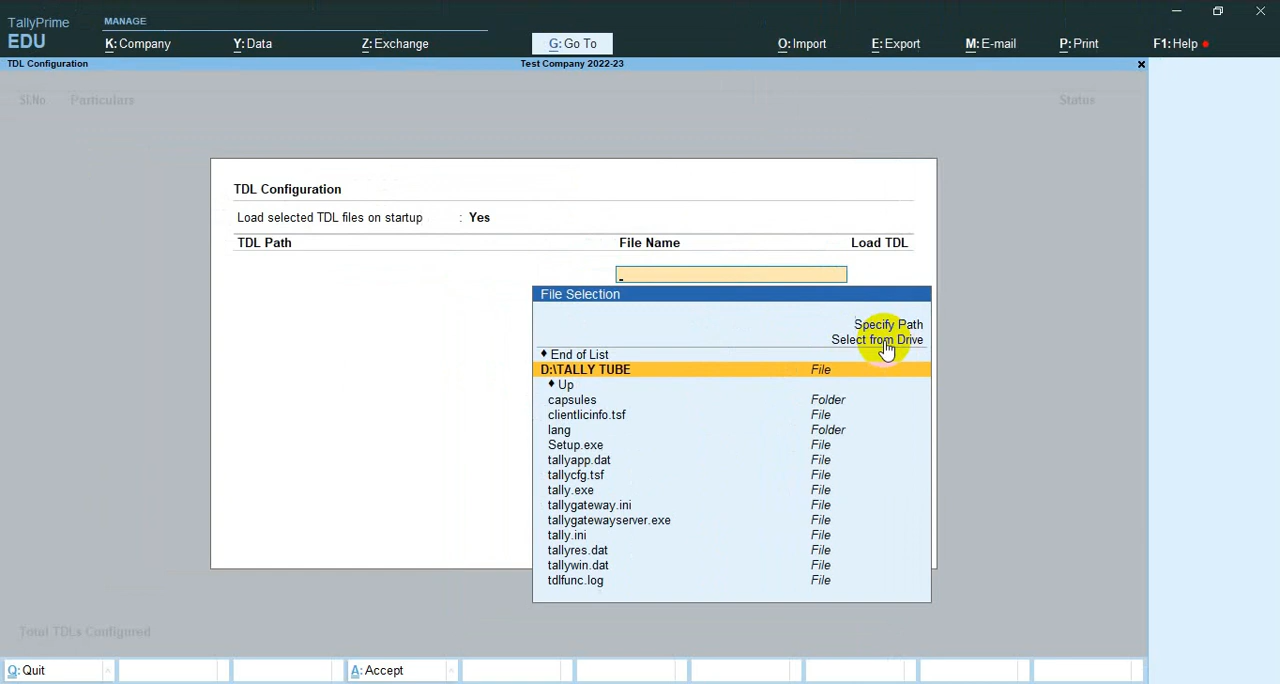 TallyPrime
EDU
MANAGE
K: Company
Y: Data
Z: Exchange
G: Go To
O: Import
E: Export
M: E-mail
P: Print
F1: Help
TDL Configuration
Test Company 2022-23
Sl.No Particulars Status
TDL Configuration
Load selected TDL files on startup : Yes
TDL Path File Name Load TDL
File Selection
Specify Path
Select from Drive
♦ End of List
D:\TALLY TUBE File
♦ Up
capsules Folder
clientlicinfo.tsf File
lang Folder
Setup.exe File
tallyapp.dat File
tallycfg.tsf File
tally.exe File
tallygateway.ini File
tallygatewayserver.exe File
tally.ini File
tallyres.dat File
tallywin.dat File
tdlfunc.log File
Total TDLs Configured
Q: Quit
A: Accept